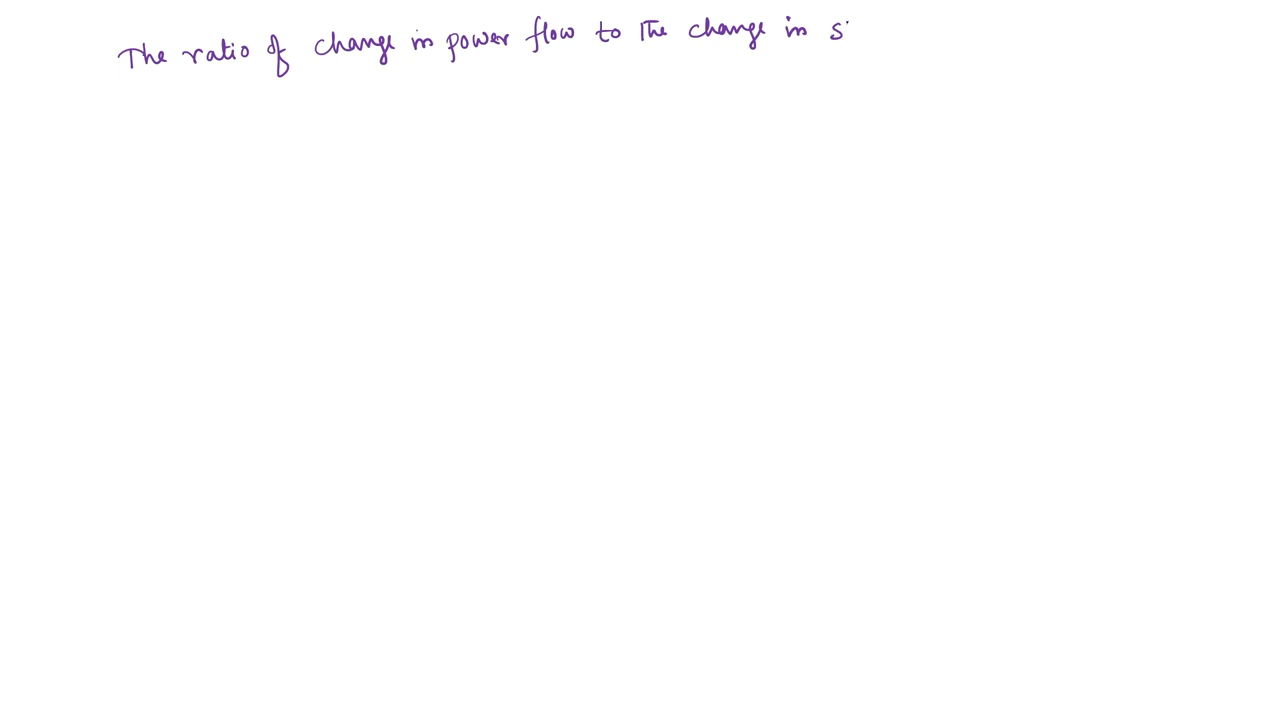 The ratio of change in power flow to the change in s